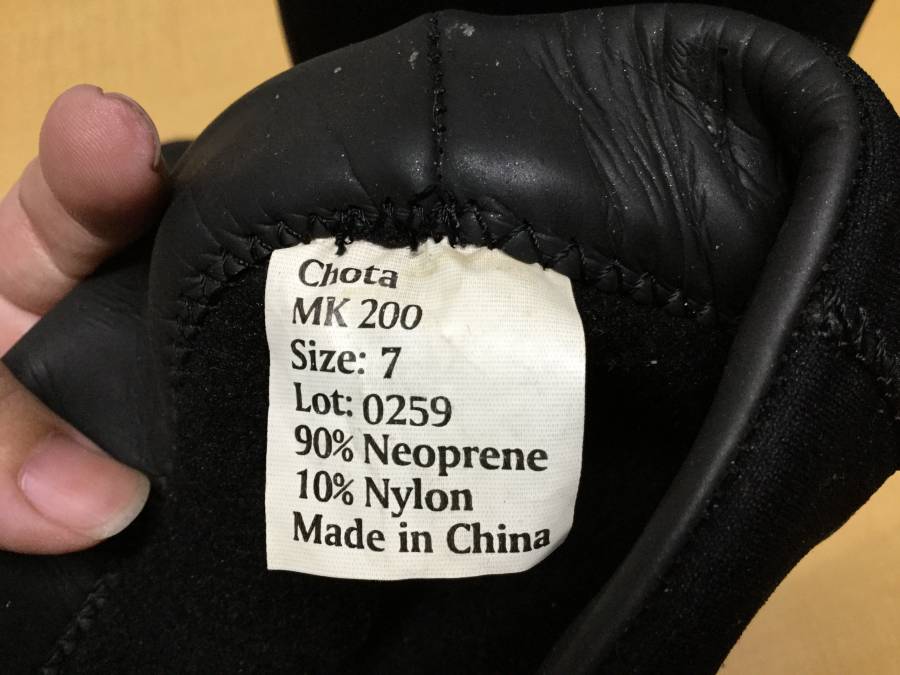 Chota
MK 200
Size: 7
Lot: 0259
90% Neoprene
10% Nylon
Made in China